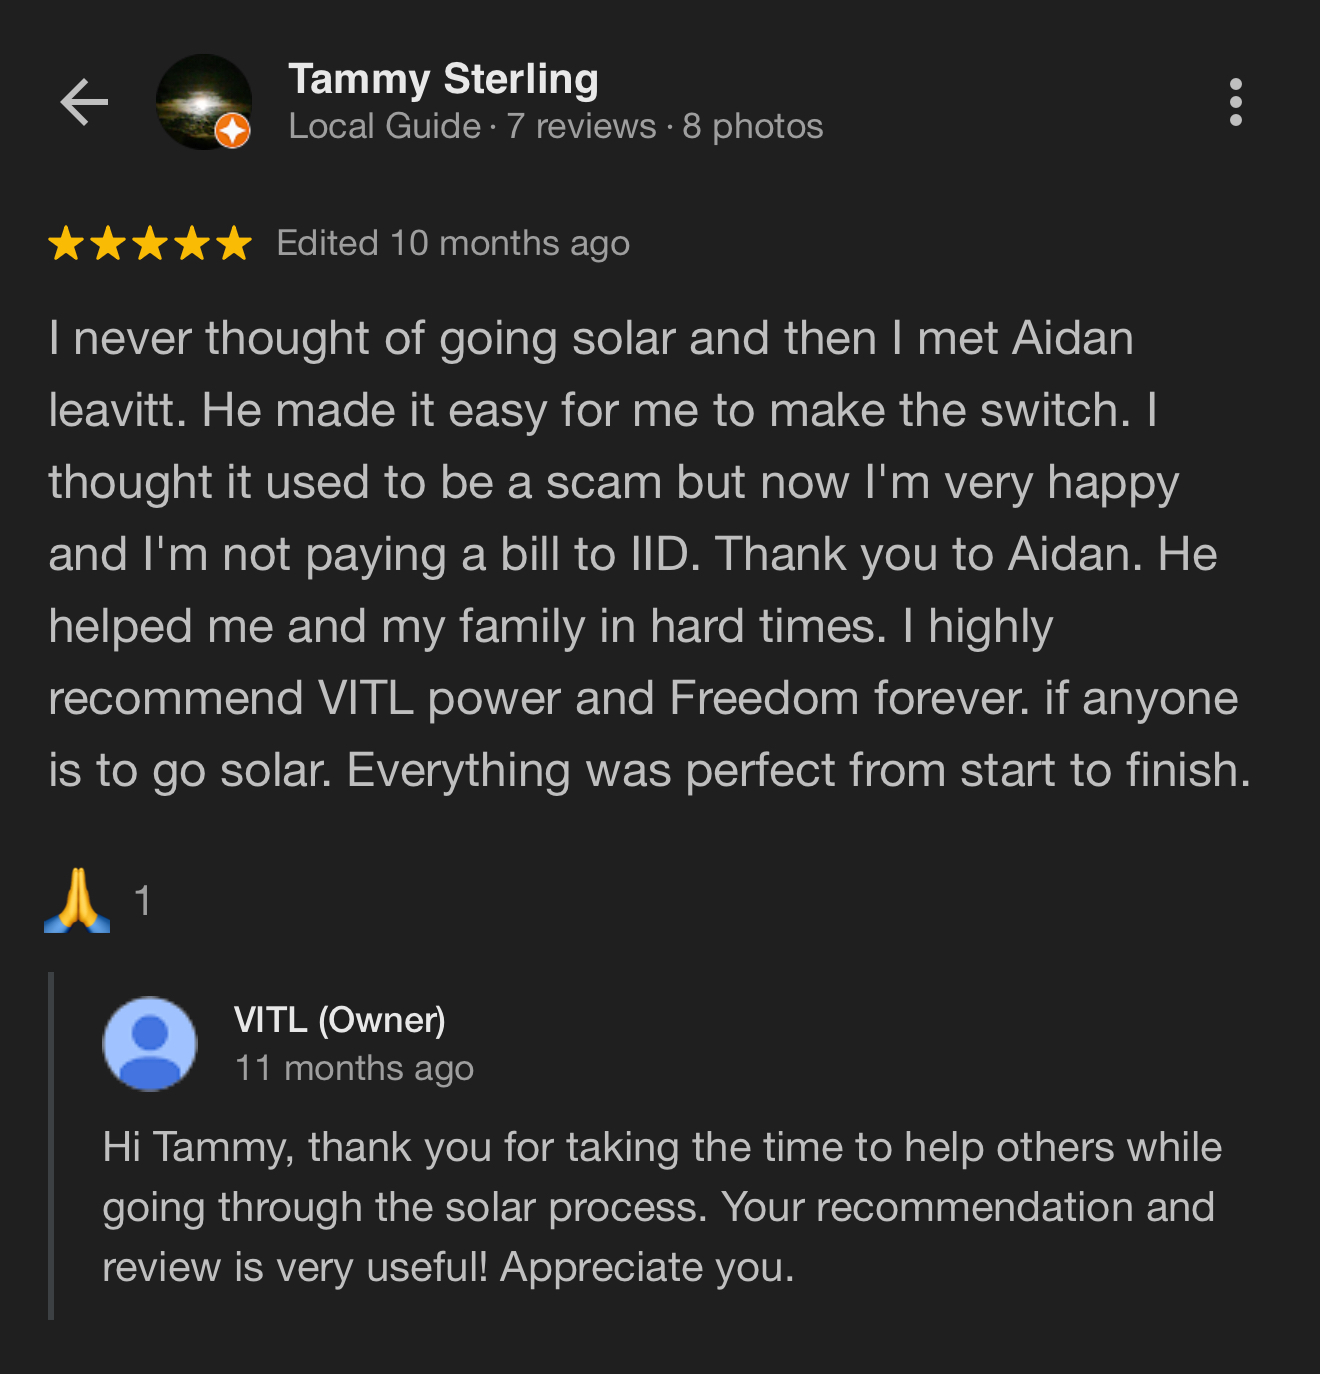 Tammy Sterling
Local Guide · 7 reviews · 8 photos
Edited 10 months ago
I never thought of going solar and then I met Aidan
leavitt. He made it easy for me to make the switch. I
thought it used to be a scam but now I'm very happy
and I'm not paying a bill to IID. Thank you to Aidan. He
helped me and my family in hard times. I highly
recommend VITL power and Freedom forever. if anyone
is to go solar. Everything was perfect from start to finish.
1
VITL (Owner)
11 months ago
Hi Tammy, thank you for taking the time to help others while
going through the solar process. Your recommendation and
review is very useful! Appreciate you.